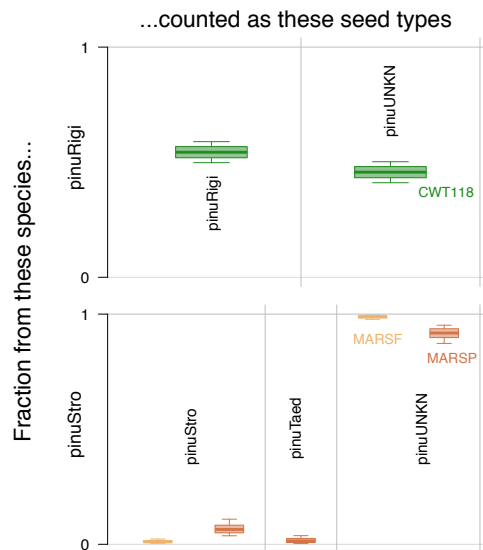 ...counted as these seed types
Fraction from these species...
pinuRigi
1
0
pinuRigi
pinuUNKN
CWT118
pinuStro
1
0
pinuStro
pinuTaed
pinuUNKN
MARSF
MARSP